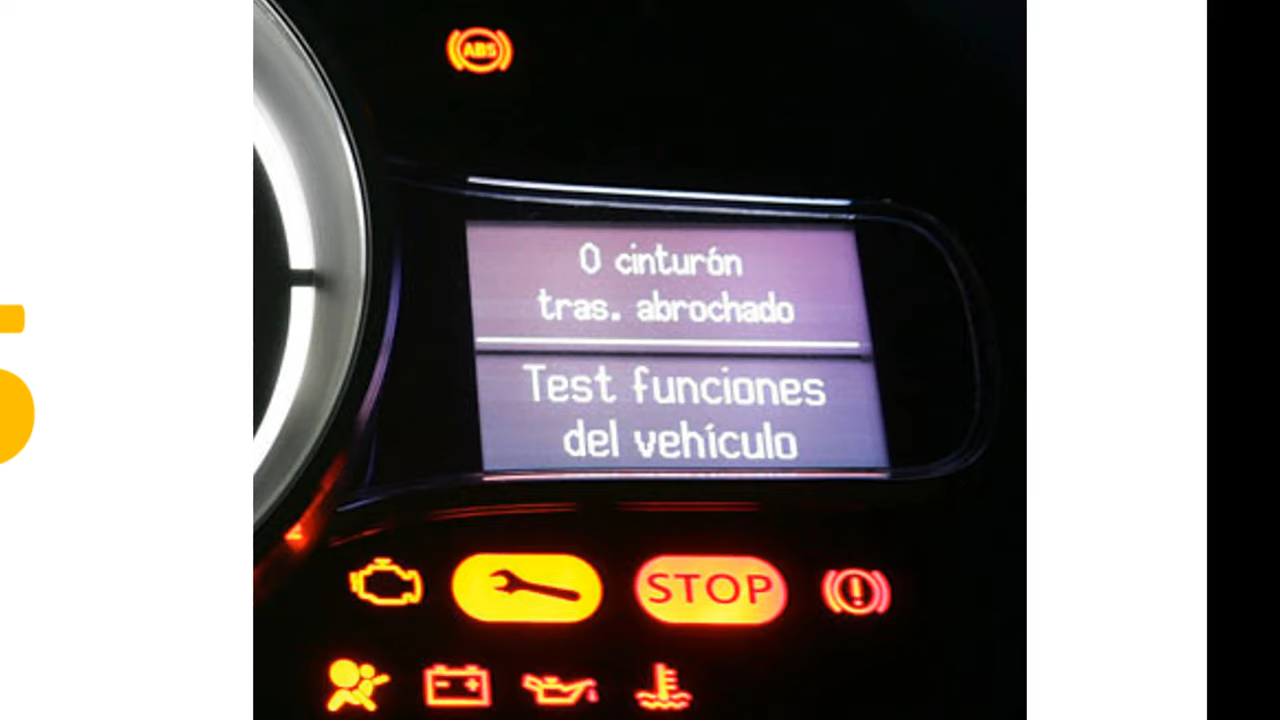 ABS
0 cinturón
tras. abrochado
Test funciones
del vehículo
STOP